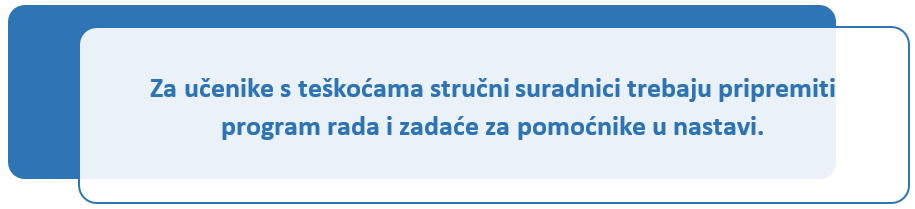 Za učenike s teškoćama stručni suradnici trebaju pripremiti
program rada i zadaće za pomoćnike u nastavi.